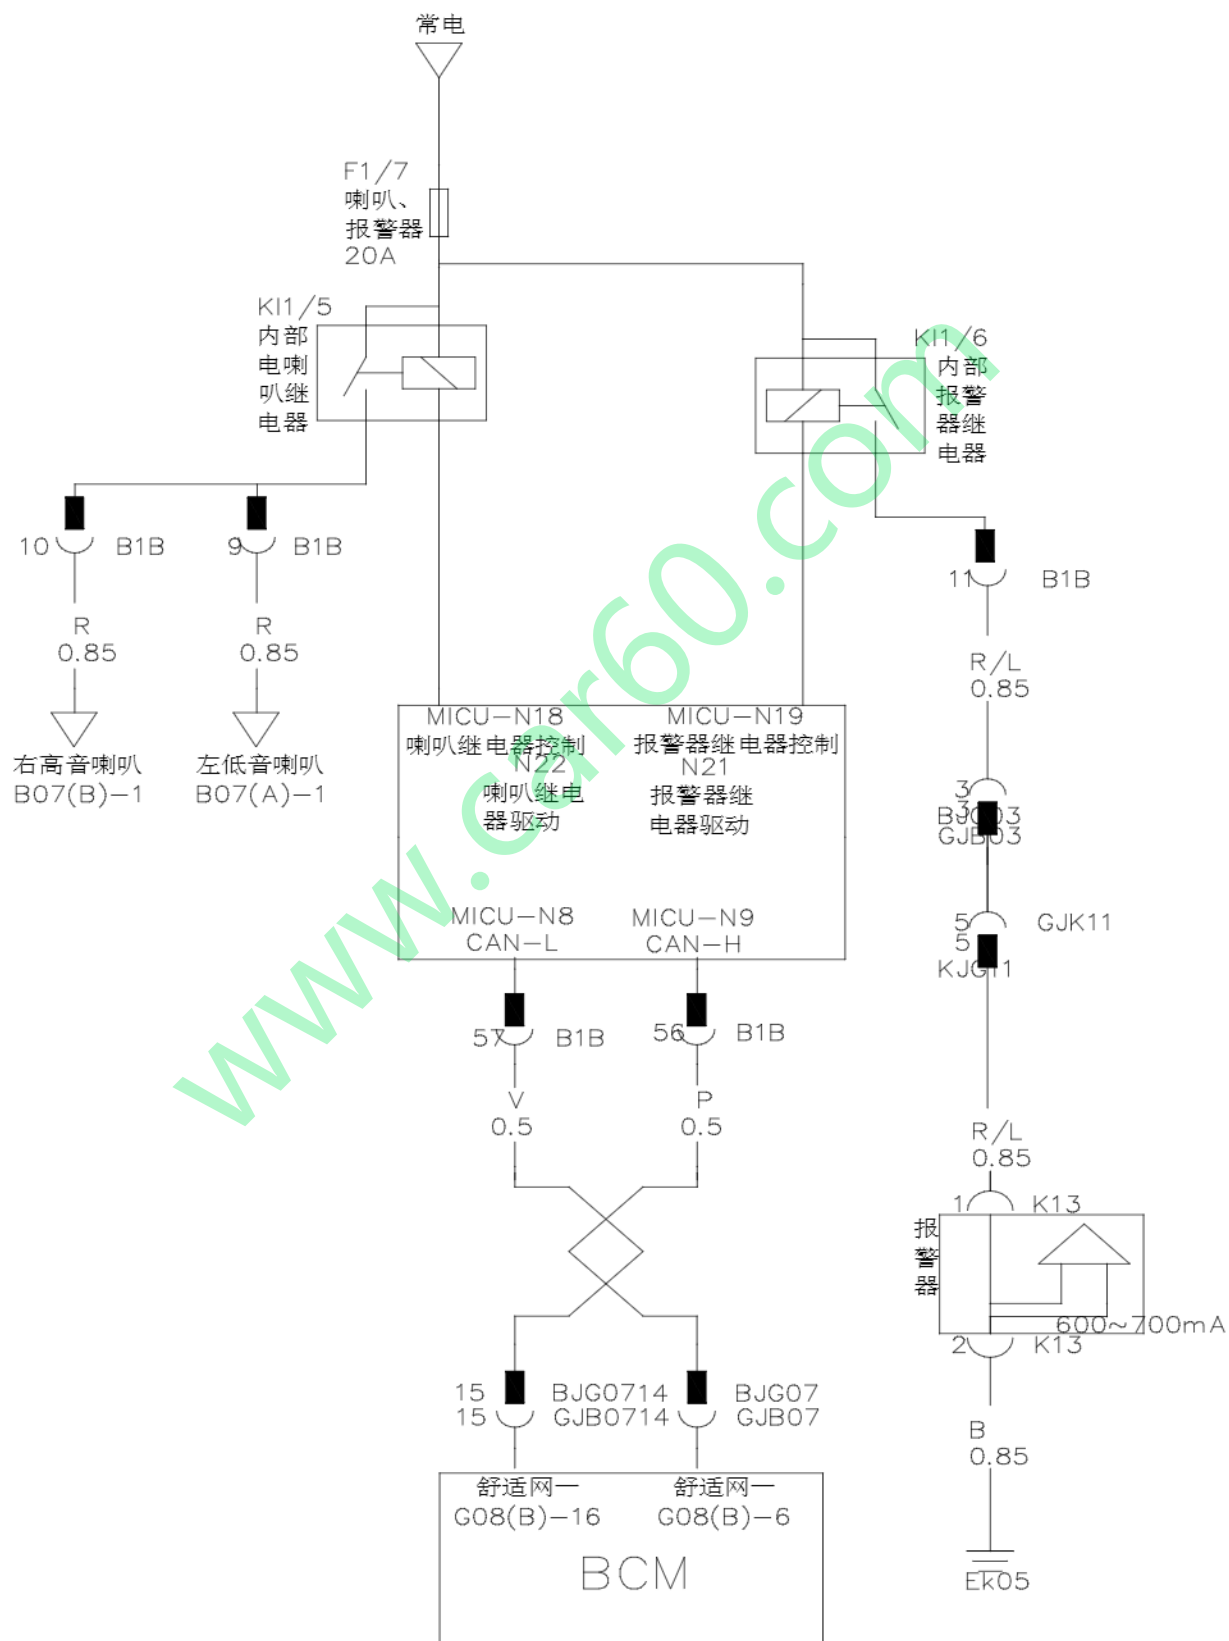 常电
F1/7
喇叭、
报警器
20A
KI1/5
内部
电喇
叭继
电器
KI1/6
内部
报警
器继
电器
10 B1B
9 B1B
11 B1B
R
0.85
R
0.85
R/L
0.85
右高音喇叭
B07(B)-1
左低音喇叭
B07(A)-1
MICU-N18
喇叭继电器控制
N22
喇叭继电
器驱动
MICU-N19
报警器继电器控制
N21
报警器继
电器驱动
3
3
BJG03
GJB03
MICU-N8
CAN-L
MICU-N9
CAN-H
5 GJK11
5
KJG11
57 B1B
56 B1B
V
0.5
P
0.5
R/L
0.85
1 K13
报
警
器
600~700mA
2 K13
15 BJG0714 BJG07
15 GJB0714 GJB07
B
0.85
舒适网一
G08(B)-16
舒适网一
G08(B)-6
BCM
Ek05
www.car60.com